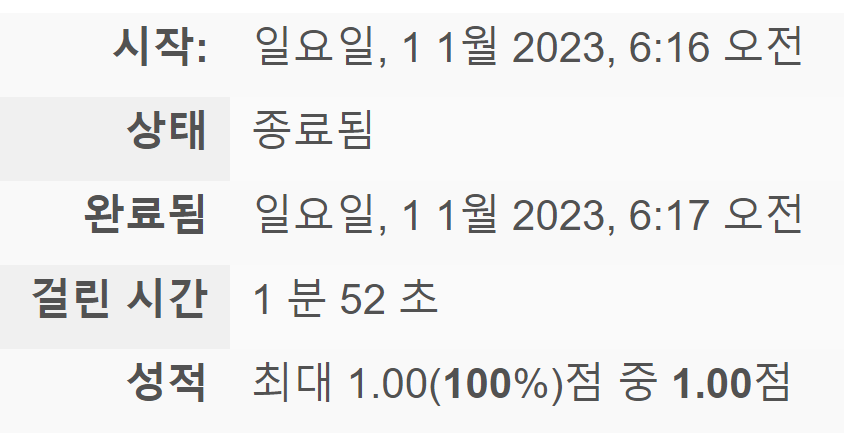 시작: 일요일, 1 1월 2023, 6:16 오전
상태 종료됨
완료됨 일요일, 1 1월 2023, 6:17 오전
걸린 시간 1 분 52 초
성적 최대 1.00(100%)점 중 1.00점